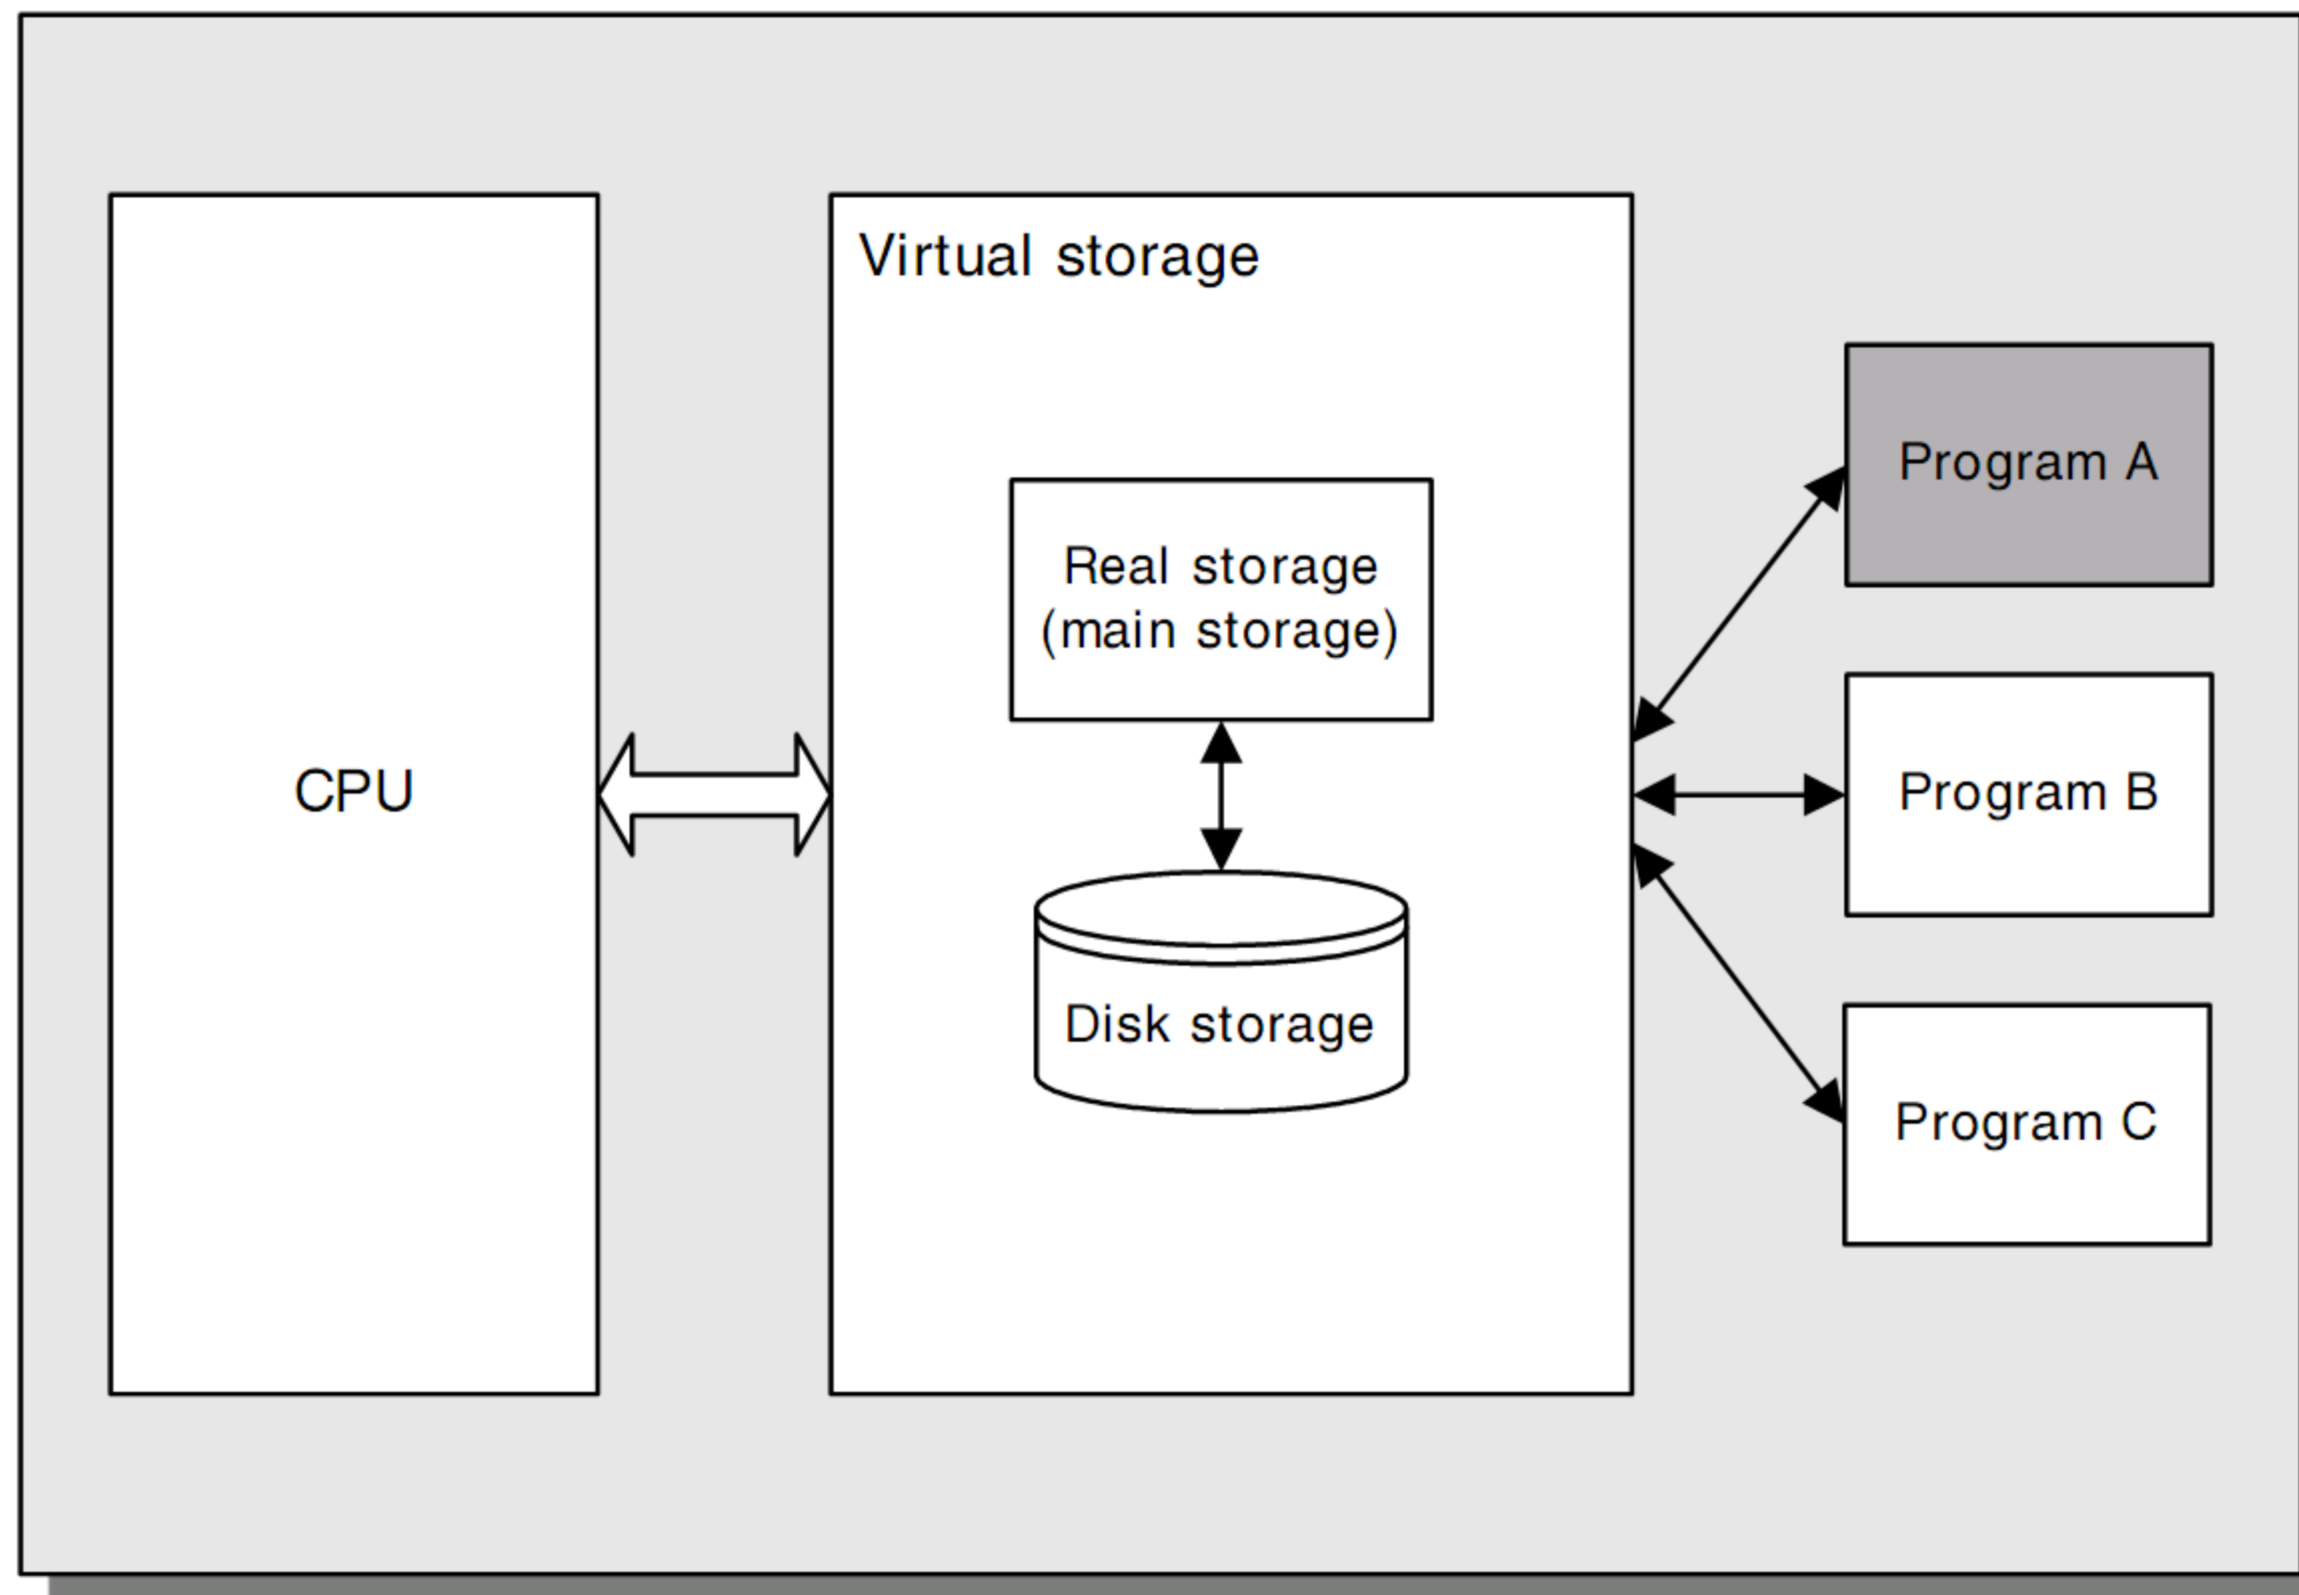 Virtual storage
Real storage
(main storage)
Disk storage
CPU
Program A
Program B
Program C